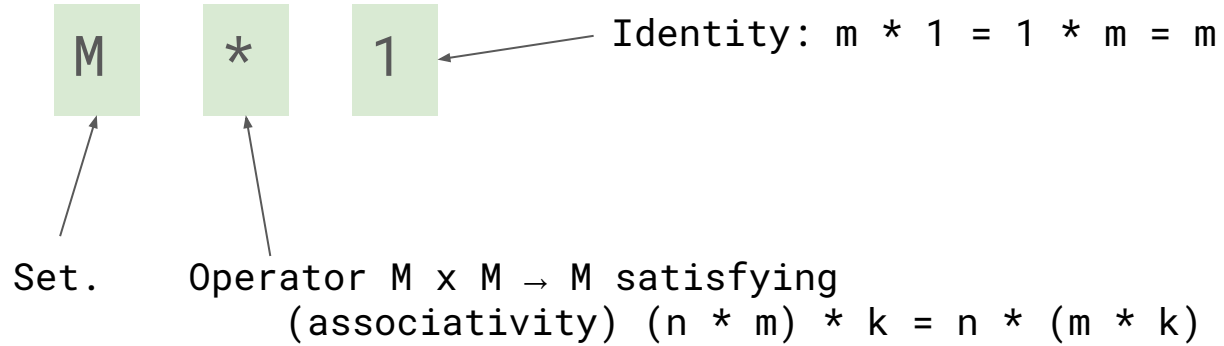 M * 1
Identity: m * 1 = 1 * m = m
Set.
Operator M x M → M satisfying
(associativity) (n * m) * k = n * (m * k)